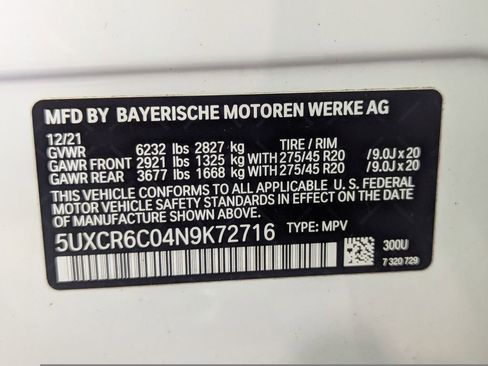 MFD BY BAYERISCHE MOTOREN WERKE AG
12/21
GVWR 6232 lbs 2827 kg TIRE / RIM
GAWR FRONT 2921 lbs 1325 kg WITH 275/45 R20 / 9.0J x 20
GAWR REAR 3677 lbs 1668 kg WITH 275/45 R20 / 9.0J x 20
THIS VEHICLE CONFORMS TO ALL APPLICABLE U.S. FEDERAL
MOTOR VEHICLE SAFETY STANDARDS IN EFFECT ON THE DATE
OF MANUFACTURE SHOWN ABOVE.
5UXCR6C04N9K72716 TYPE: MPV
300U
7 320 729